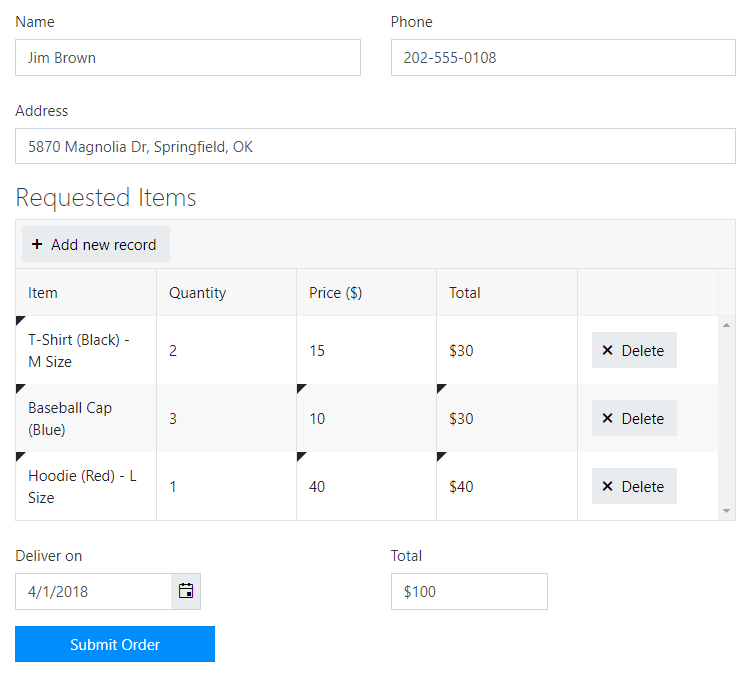 Name Phone
Jim Brown 202-555-0108
Address
5870 Magnolia Dr, Springfield, OK
Requested Items
+ Add new record
Item Quantity Price ($) Total
T-Shirt (Black) -
M Size 2 15 $30 × Delete
Baseball Cap
(Blue) 3 10 $30 × Delete
Hoodie (Red) - L
Size 1 40 $40 × Delete
Deliver on Total
4/1/2018 $100
Submit Order